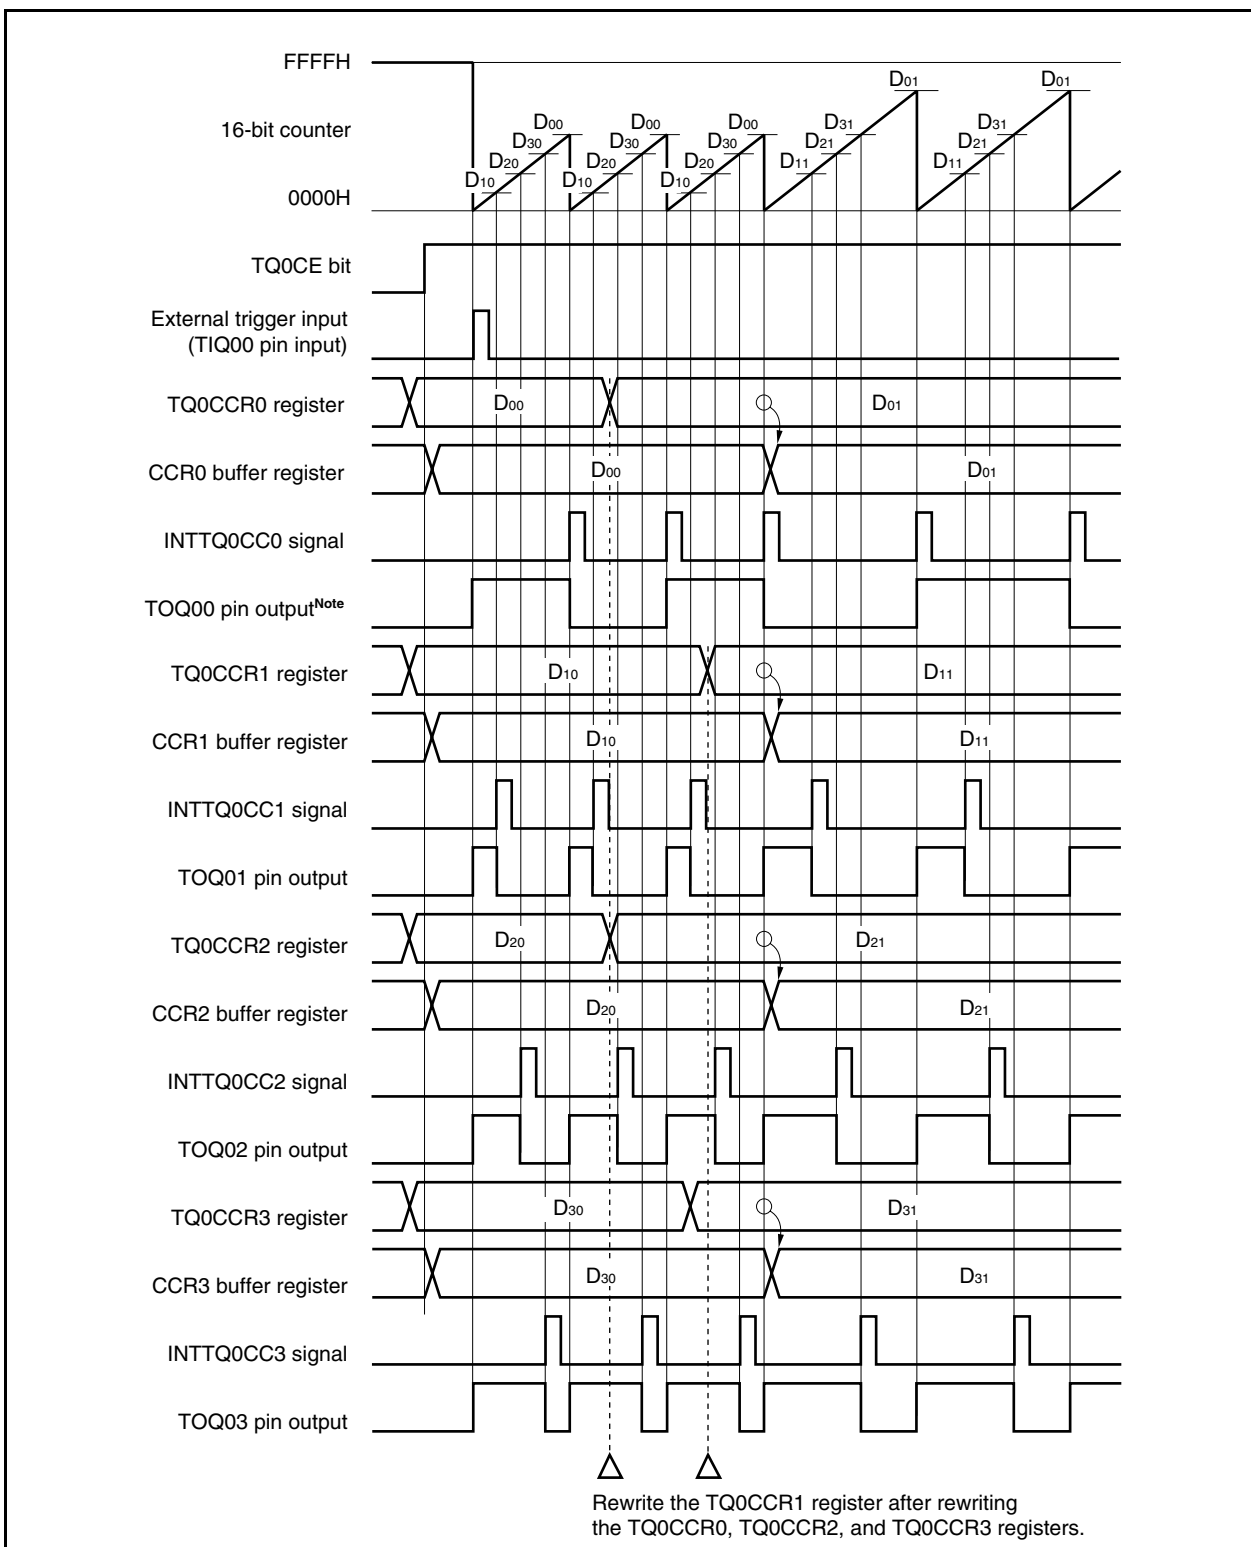 FFFFH
D01 D01
16-bit counter
D00 D00 D00 D31 D31
D30 D30 D30 D21 D21
D20 D20 D20 D11 D11
D10 D10 D10
0000H
TQ0CE bit
External trigger input
(TIQ00 pin input)
TQ0CCR0 register D00 D01
CCR0 buffer register D00 D01
INTTQ0CC0 signal
TOQ00 pin outputNote
TQ0CCR1 register D10 D11
CCR1 buffer register D10 D11
INTTQ0CC1 signal
TOQ01 pin output
TQ0CCR2 register D20 D21
CCR2 buffer register D20 D21
INTTQ0CC2 signal
TOQ02 pin output
TQ0CCR3 register D30 D31
CCR3 buffer register D30 D31
INTTQ0CC3 signal
TOQ03 pin output
Rewrite the TQ0CCR1 register after rewriting
the TQ0CCR0, TQ0CCR2, and TQ0CCR3 registers.